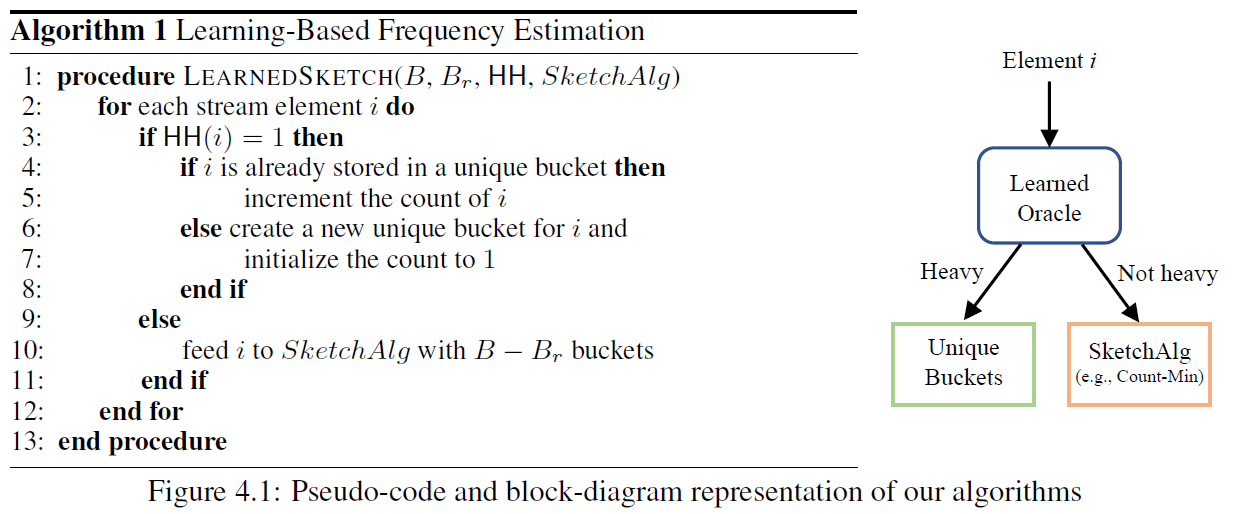 Algorithm 1 Learning-Based Frequency Estimation
1: procedure LEARNEDSKETCH(B, B_r, HH, SketchAlg)
2: for each stream element i do
3: if HH(i) = 1 then
4: if i is already stored in a unique bucket then
5: increment the count of i
6: else create a new unique bucket for i and
7: initialize the count to 1
8: end if
9: else
10: feed i to SketchAlg with B − B_r buckets
11: end if
12: end for
13: end procedure
Element i
Learned
Oracle
Heavy
Not heavy
Unique
Buckets
SketchAlg
(e.g., Count-Min)
Figure 4.1: Pseudo-code and block-diagram representation of our algorithms